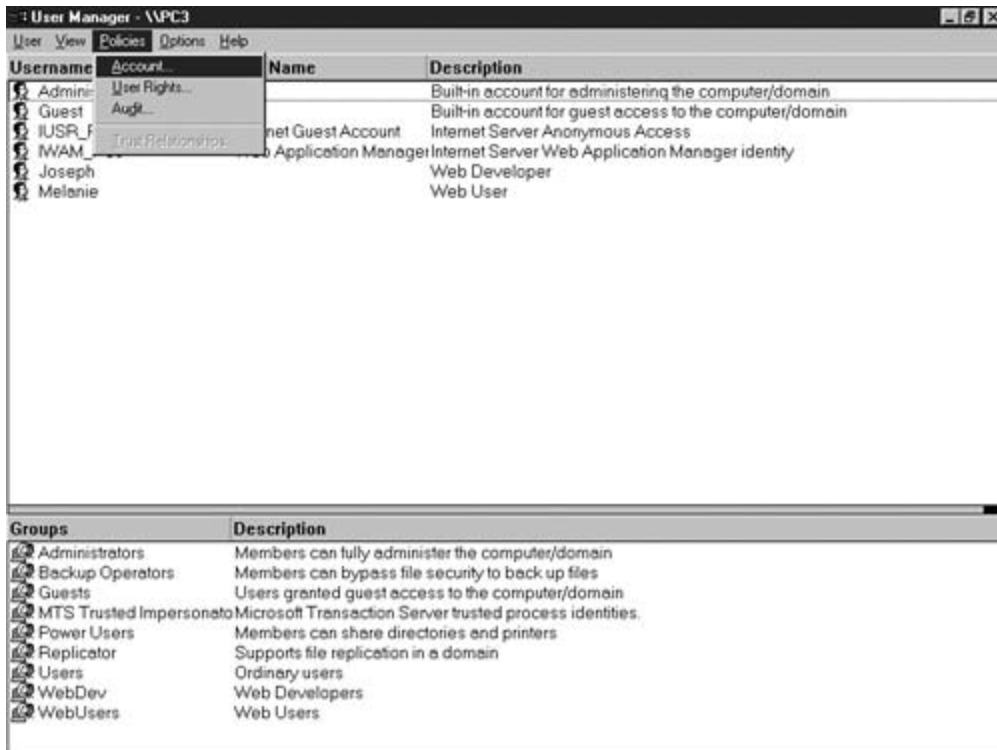 User Manager - \\PC3
User View Policies Options Help
Account...
User Rights...
Audit...
Trust Relationships
Username Name Description
Admini Built-in account for administering the computer/domain
Guest Built-in account for guest access to the computer/domain
IUSR_ net Guest Account Internet Server Anonymous Access
IWAM_ Application Manager Internet Server Web Application Manager identity
Joseph Web Developer
Melanie Web User
Groups Description
Administrators Members can fully administer the computer/domain
Backup Operators Members can bypass file security to back up files
Guests Users granted guest access to the computer/domain
MTS Trusted Impersonato Microsoft Transaction Server trusted process identities.
Power Users Members can share directories and printers
Replicator Supports file replication in a domain
Users Ordinary users
WebDev Web Developers
WebUsers Web Users